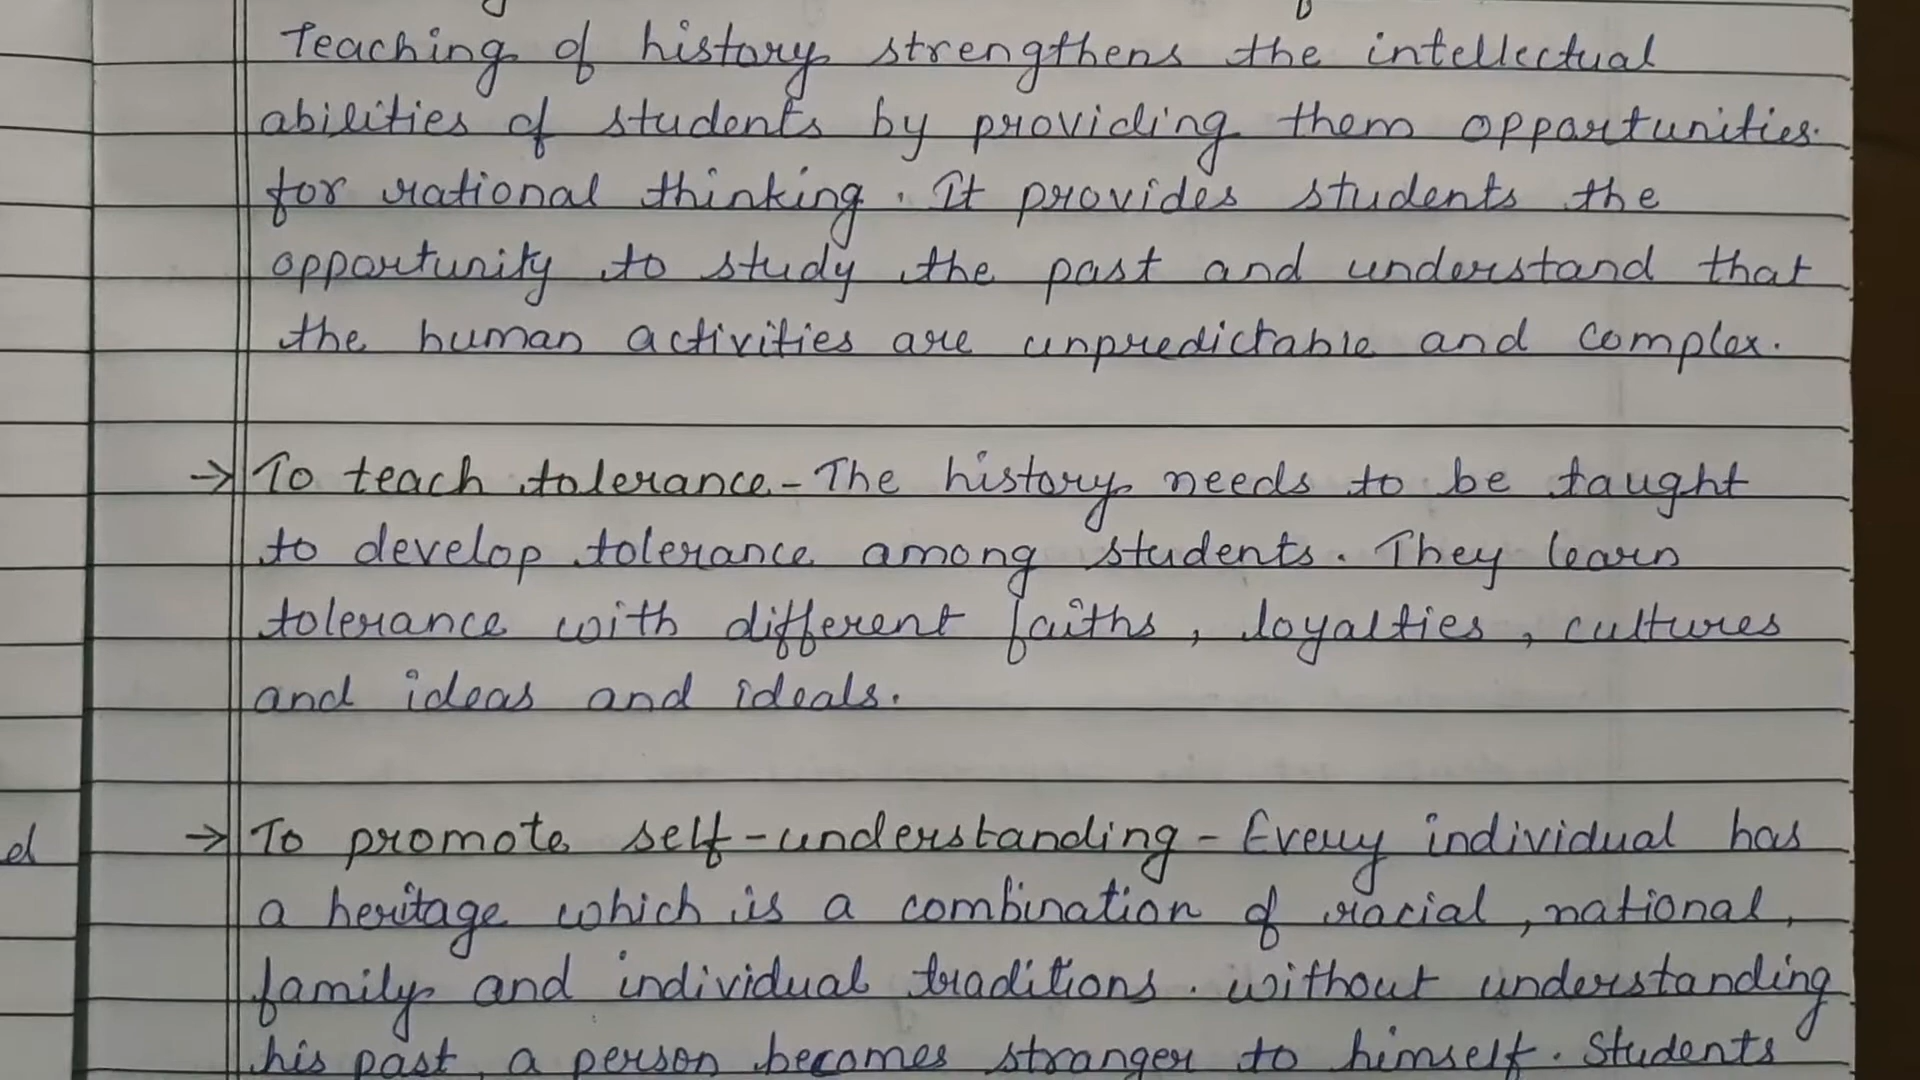 Teaching of history strengthens the intellectual
abilities of students by providing them opportunities
for rational thinking. It provides students the
opportunity to study the past and understand that
the human activities are unpredictable and complex.
→ To teach tolerance - The history needs to be taught
to develop tolerance among students. They learn
tolerance with different faiths, loyalties, cultures
and ideas and ideals.
d
→ To promote self-understanding - Every individual has
a heritage which is a combination of racial, national,
family and individual traditions. without understanding
his past, a person becomes stranger to himself. Students